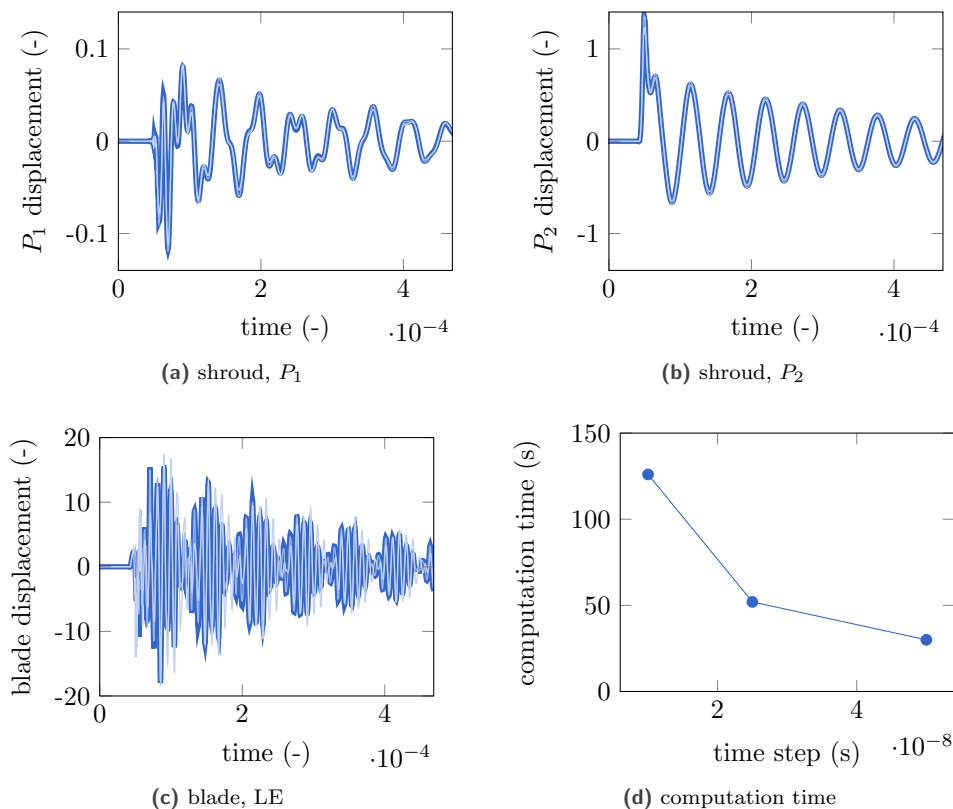 0.1
0
-0.1
P1 displacement (-)
0
2
4
·10−4
time (-)
(a) shroud, P1
1
0
-1
P2 displacement (-)
0
2
4
·10−4
time (-)
(b) shroud, P2
20
10
0
-10
-20
blade displacement (-)
0
2
4
·10−4
time (-)
(c) blade, LE
150
100
50
0
computation time (s)
2
4
·10−8
time step (s)
(d) computation time